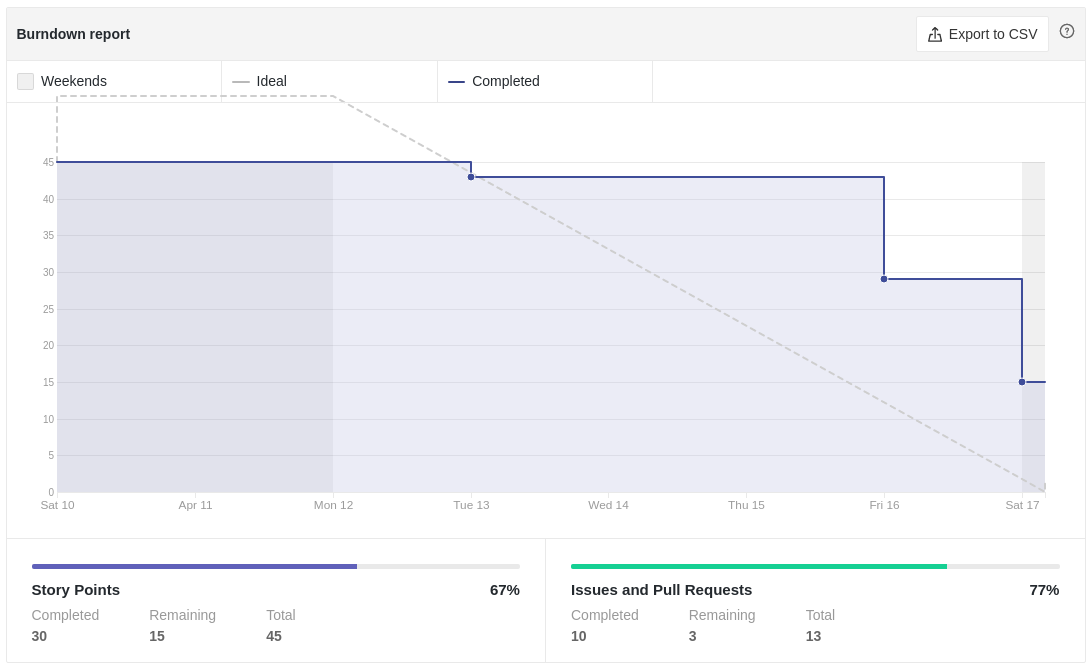 Burndown report
Export to CSV
Weekends
Ideal
Completed
45
40
35
30
25
20
15
10
5
0
Sat 10
Apr 11
Mon 12
Tue 13
Wed 14
Thu 15
Fri 16
Sat 17
Story Points 67%
Completed Remaining Total
30 15 45
Issues and Pull Requests 77%
Completed Remaining Total
10 3 13